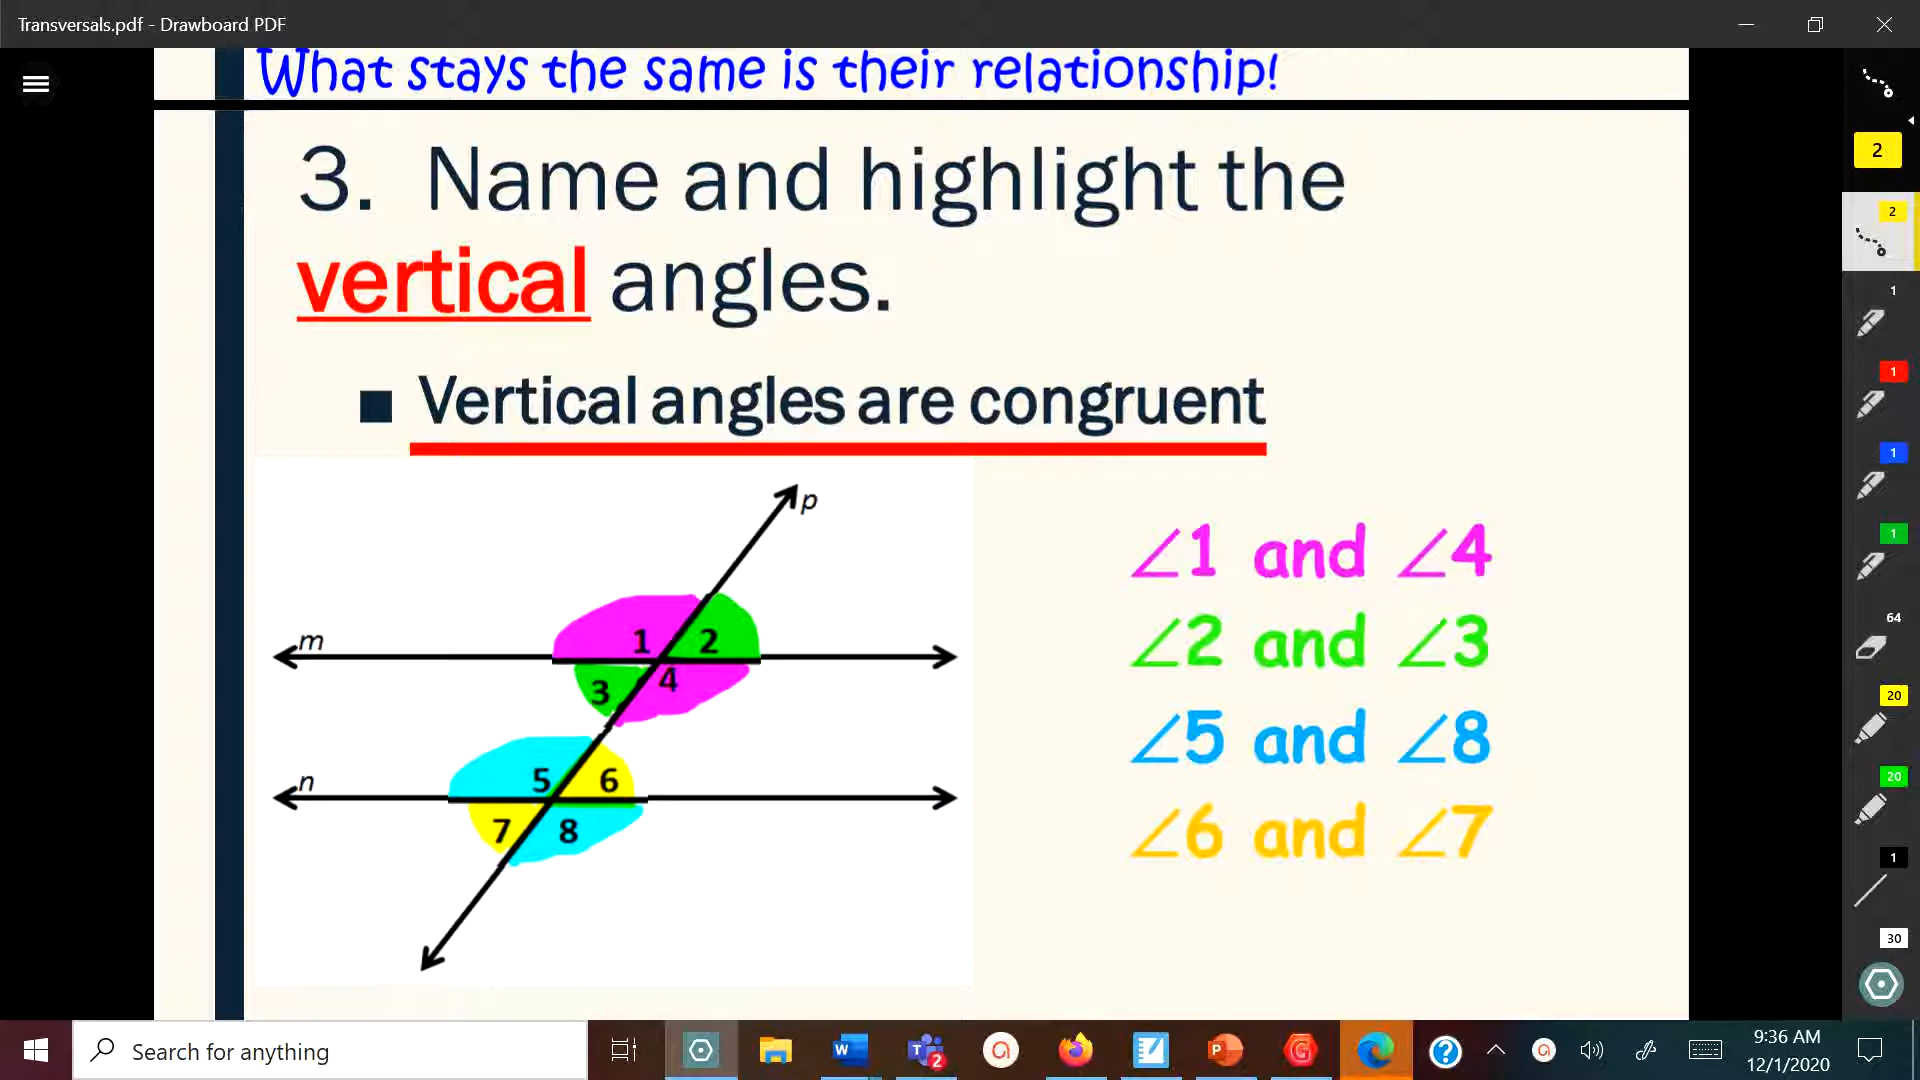 Transversals.pdf - Drawboard PDF
What stays the same is their relationship!
2
3. Name and highlight the
vertical angles.
2
1
■ Vertical angles are congruent
1
1
p
1
∠1 and ∠4
64
m
1 2
∠2 and ∠3
3 4
20
∠5 and ∠8
n
5 6
20
7 8
∠6 and ∠7
1
30
Search for anything
W
T
2
a
P
G
?
a
9:36 AM
12/1/2020